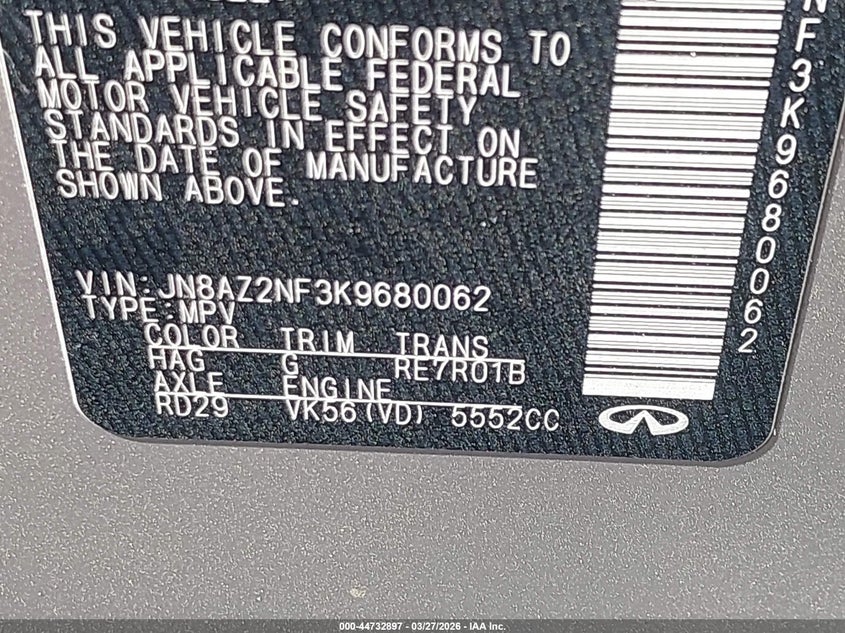 THIS VEHICLE CONFORMS TO
ALL APPLICABLE FEDERAL
MOTOR VEHICLE SAFETY
STANDARDS IN EFFECT ON
THE DATE OF MANUFACTURE
SHOWN ABOVE.
VIN:JN8AZ2NF3K9680062
TYPE:MPV
COLOR TRIM TRANS
HAG G RE7R01B
AXLE ENGINE
RD29 VK56(VD) 5552CC
NF3K9680062
000-44732897 - 03/27/2026 - IAA Inc.